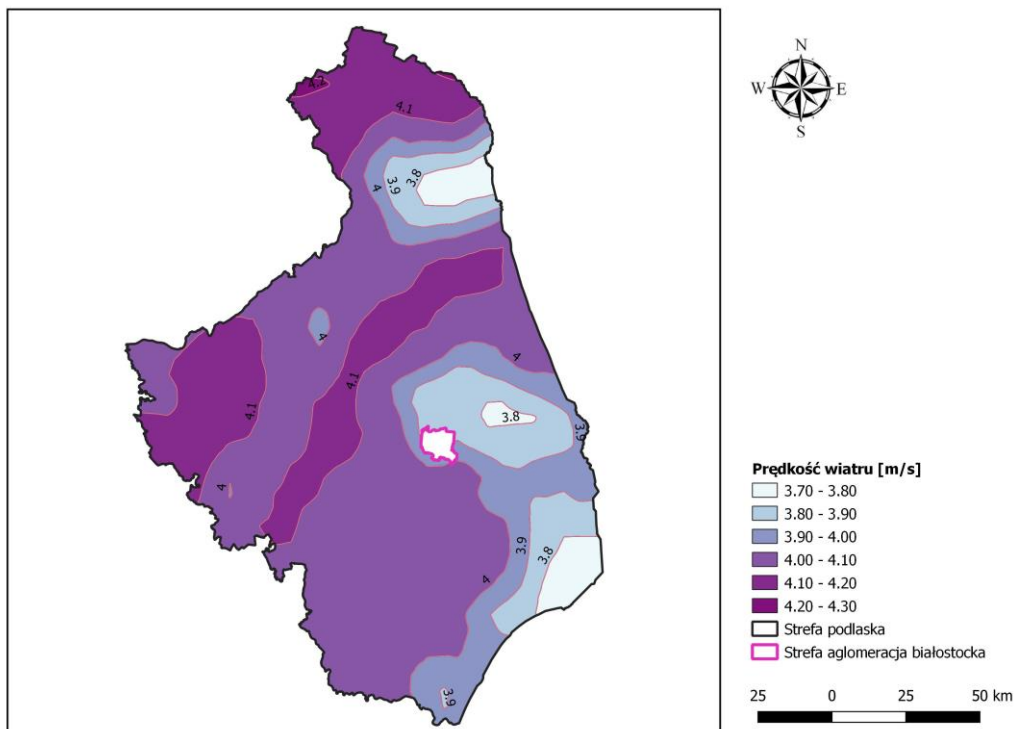 4.2
4.1
3.8
3.9
4
4
4
4.1
4.1
3.8
3.9
4
3.9
3.8
4
3.9
N
W E
S
Prędkość wiatru [m/s]
3.70 - 3.80
3.80 - 3.90
3.90 - 4.00
4.00 - 4.10
4.10 - 4.20
4.20 - 4.30
Strefa podlaska
Strefa aglomeracja białostocka
25 0 25 50 km